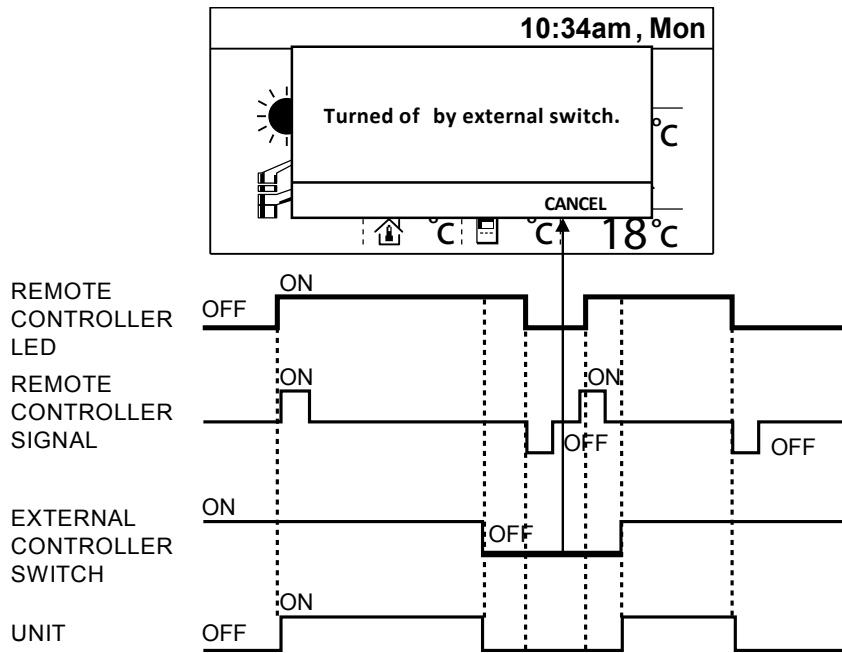 10:34am, Mon
Turned of by external switch.
°C
CANCEL
°C °C 18°C
ON
REMOTE
CONTROLLER
LED
OFF
REMOTE
CONTROLLER
SIGNAL
ON
ON
OFF
OFF
ON
EXTERNAL
CONTROLLER
SWITCH
OFF
ON
UNIT
OFF